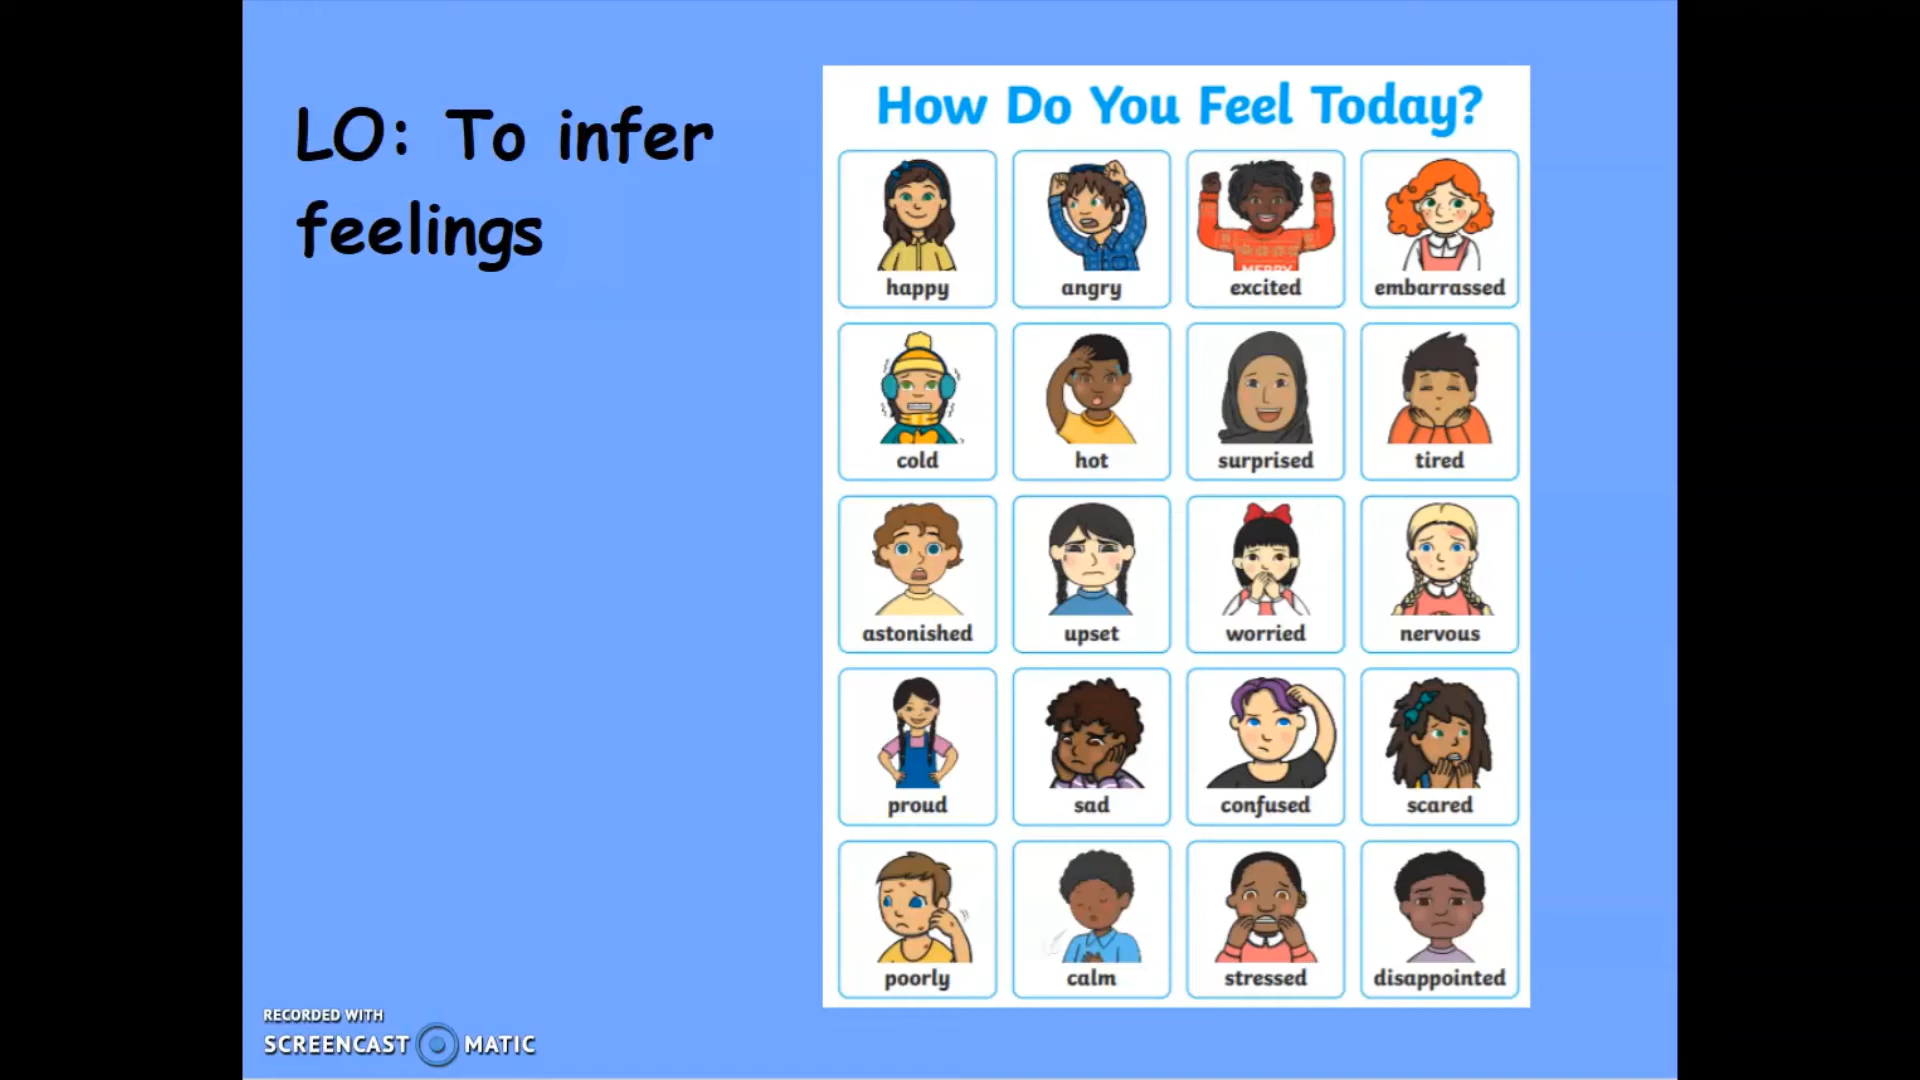 LO: To infer
feelings
How Do You Feel Today?
happy
angry
excited
embarrassed
MERRY
cold
hot
surprised
tired
astonished
upset
worried
nervous
proud
sad
confused
scared
poorly
calm
stressed
disappointed
RECORDED WITH
SCREENCAST MATIC